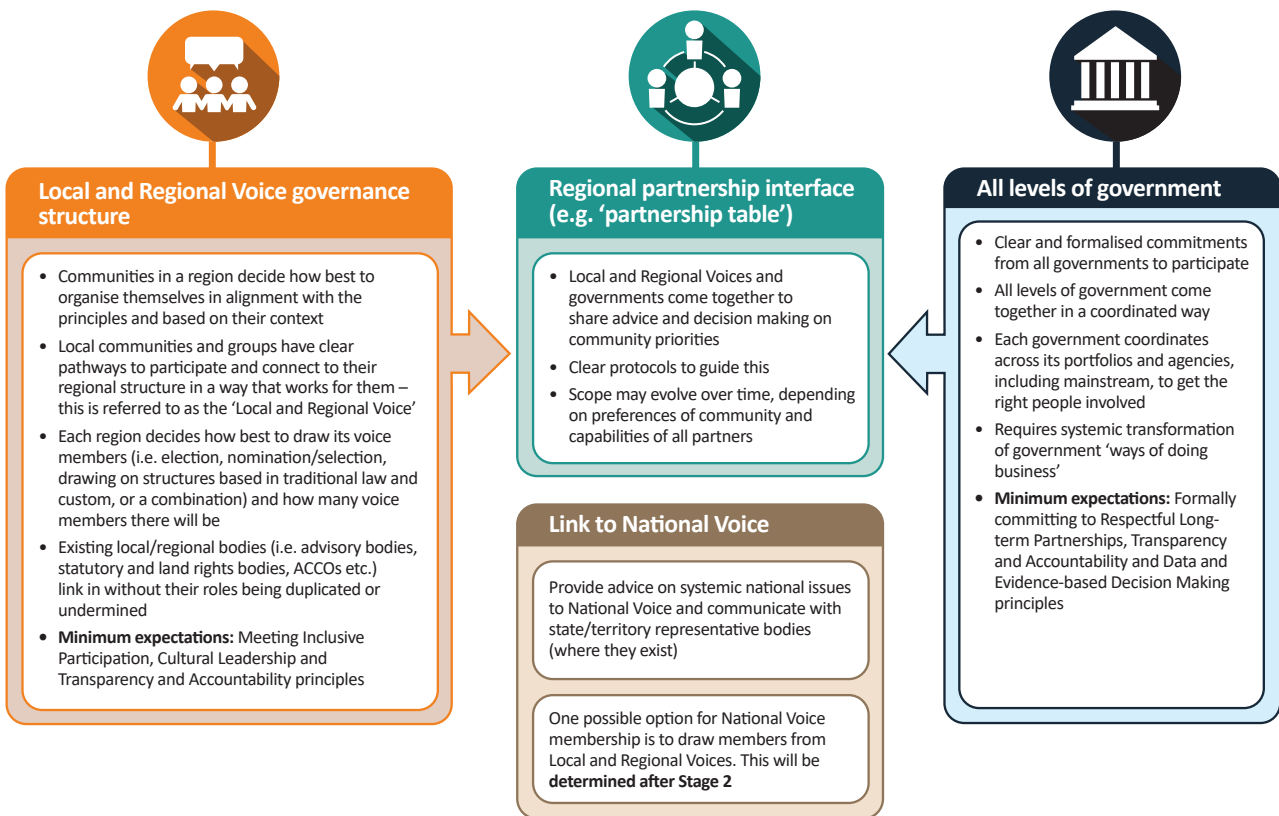 Local and Regional Voice governance
structure
• Communities in a region decide how best to
organise themselves in alignment with the
principles and based on their context
• Local communities and groups have clear
pathways to participate and connect to their
regional structure in a way that works for them –
this is referred to as the ‘Local and Regional Voice’
• Each region decides how best to draw its voice
members (i.e. election, nomination/selection,
drawing on structures based in traditional law and
custom, or a combination) and how many voice
members there will be
• Existing local/regional bodies (i.e. advisory bodies,
statutory and land rights bodies, ACCOs etc.)
link in without their roles being duplicated or
undermined
• Minimum expectations: Meeting Inclusive
Participation, Cultural Leadership and
Transparency and Accountability principles
Regional partnership interface
(e.g. ‘partnership table’)
• Local and Regional Voices and
governments come together to
share advice and decision making on
community priorities
• Clear protocols to guide this
• Scope may evolve over time, depending
on preferences of community and
capabilities of all partners
Link to National Voice
Provide advice on systemic national issues
to National Voice and communicate with
state/territory representative bodies
(where they exist)
One possible option for National Voice
membership is to draw members from
Local and Regional Voices. This will be
determined after Stage 2
All levels of government
• Clear and formalised commitments
from all governments to participate
• All levels of government come
together in a coordinated way
• Each government coordinates
across its portfolios and agencies,
including mainstream, to get the
right people involved
• Requires systemic transformation
of government ‘ways of doing
business’
• Minimum expectations: Formally
committing to Respectful Long-
term Partnerships, Transparency
and Accountability and Data and
Evidence-based Decision Making
principles